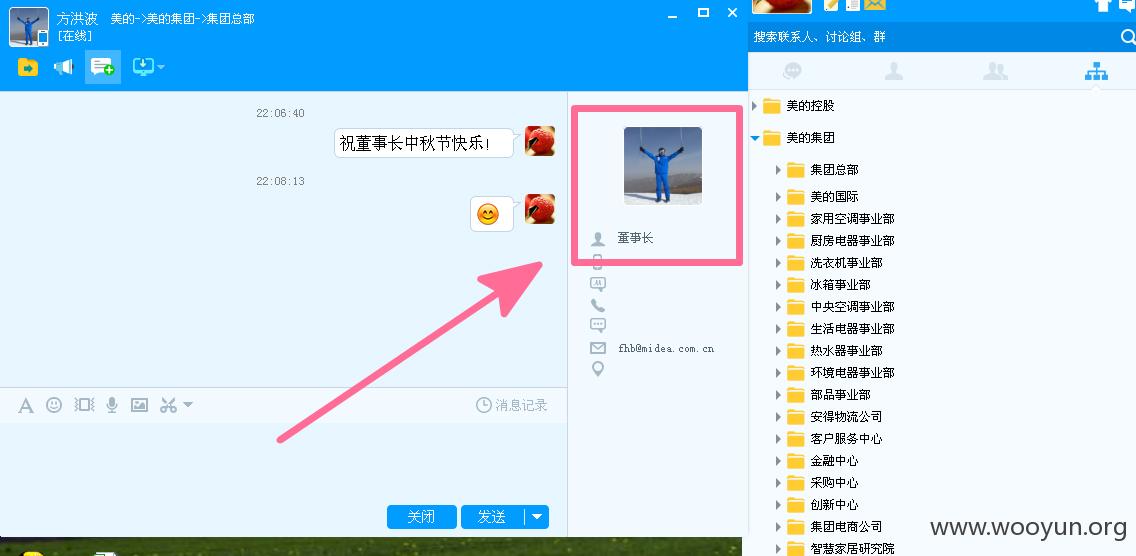 方洪波 美的->美的集团->集团总部
[在线]
22:06:40
祝董事长中秋节快乐!
22:08:13
董事长
fhb@midea.com.cn
消息记录
关闭
发送
搜索联系人、讨论组、群
美的控股
美的集团
集团总部
美的国际
家用空调事业部
厨房电器事业部
洗衣机事业部
冰箱事业部
中央空调事业部
生活电器事业部
热水器事业部
环境电器事业部
部品事业部
安得物流公司
客户服务中心
金融中心
采购中心
创新中心
集团电商公司
智慧家居研究院
www.wooyun.org